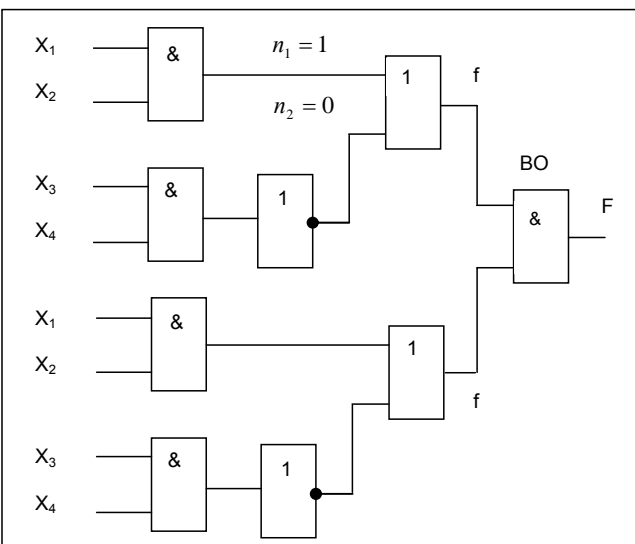 X₁
&
n₁ = 1
1
f
X₂
n₂ = 0
BO
X₃
&
1
F
X₄
&
X₁
&
1
X₂
f
X₃
&
1
X₄